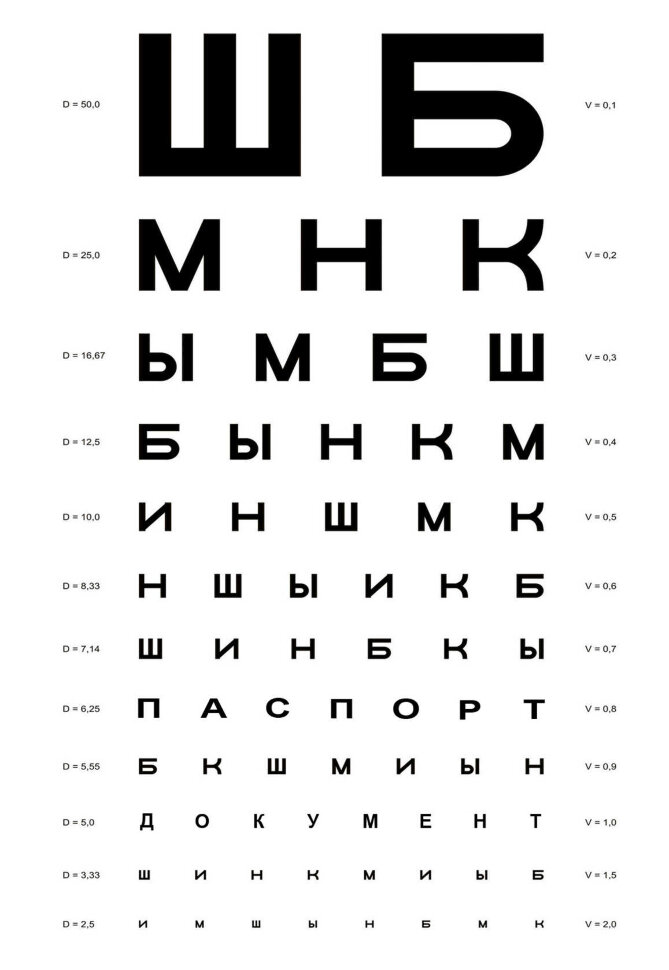 D = 50,0 Ш Б V = 0,1
D = 25,0 М Н К V = 0,2
D = 16,67 Ы М Б Ш V = 0,3
D = 12,5 Б Ы Н К М V = 0,4
D = 10,0 И Н Ш М К V = 0,5
D = 8,33 Н Ш Ы И К Б V = 0,6
D = 7,14 Ш И Н Б К Ы V = 0,7
D = 6,25 П А С П О Р Т V = 0,8
D = 5,55 Б К Ш М И Ы Н V = 0,9
D = 5,0 Д О К У М Е Н Т V = 1,0
D = 3,33 Ш И Н К М И Ы Б V = 1,5
D = 2,5 И М Ш Ы Н Б М К V = 2,0